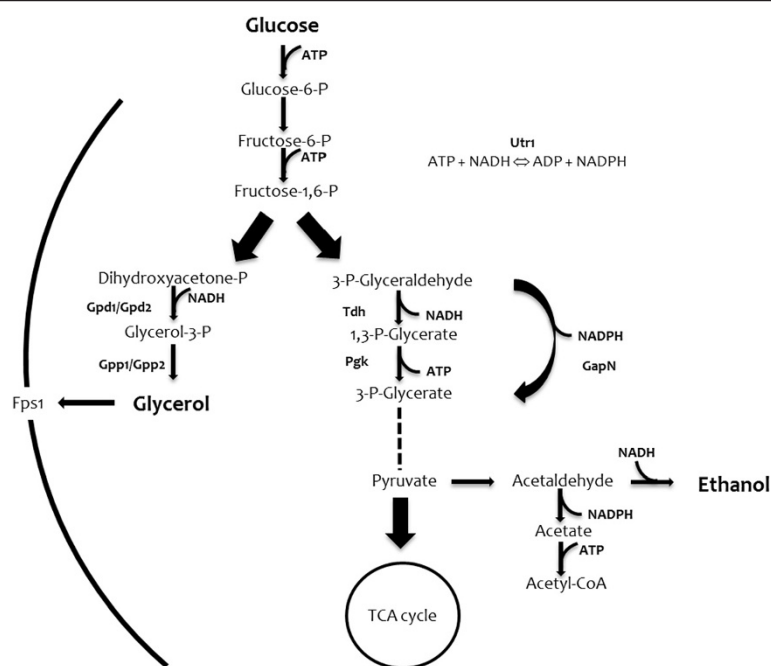 Glucose
ATP
Glucose-6-P
Fructose-6-P
ATP
Fructose-1,6-P
Utr1
ATP + NADH ⇔ ADP + NADPH
Dihydroxyacetone-P
NADH
Gpd1/Gpd2
Glycerol-3-P
Gpp1/Gpp2
Fps1
Glycerol
3-P-Glyceraldehyde
Tdh
NADH
1,3-P-Glycerate
Pgk
ATP
3-P-Glycerate
NADPH
GapN
Pyruvate
Acetaldehyde
NADH
Ethanol
NADPH
Acetate
ATP
Acetyl-CoA
TCA cycle